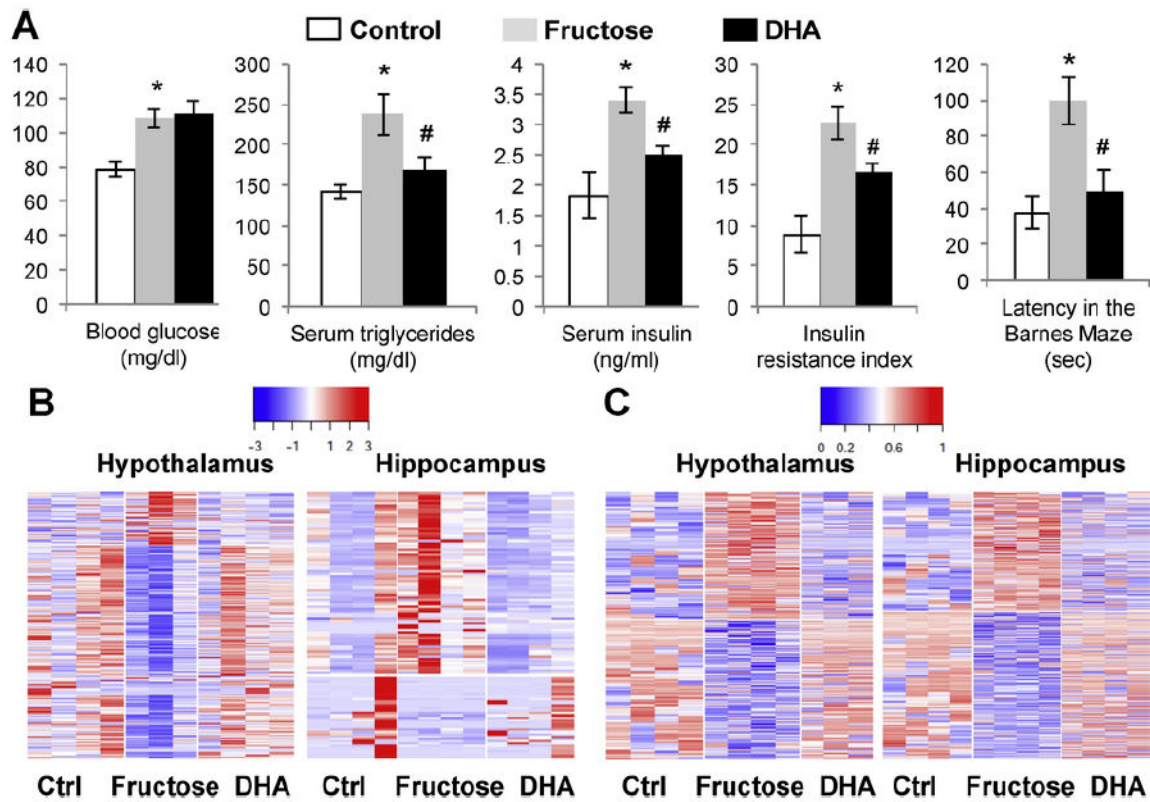 A
Control Fructose DHA
140
120
100
80
60
40
20
0
*
Blood glucose
(mg/dl)
300
250
200
150
100
50
0
*
#
Serum triglycerides
(mg/dl)
4
3.5
3
2.5
2
1.5
1
0.5
0
*
#
Serum insulin
(ng/ml)
30
25
20
15
10
5
0
*
#
Insulin
resistance index
120
100
80
60
40
20
0
*
#
Latency in the
Barnes Maze
(sec)
B
-3 -1 1 2 3
Hypothalamus Hippocampus
Ctrl Fructose DHA Ctrl Fructose DHA
C
0 0.2 0.6 1
Hypothalamus Hippocampus
Ctrl Fructose DHA Ctrl Fructose DHA